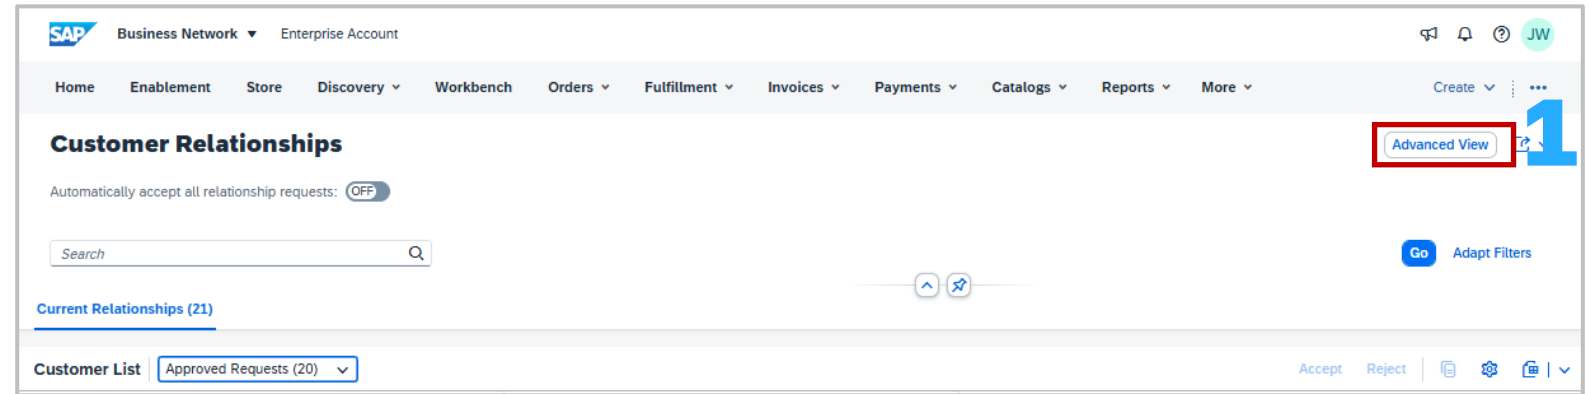 SAP Business Network Enterprise Account JW
Home Enablement Store Discovery Workbench Orders Fulfillment Invoices Payments Catalogs Reports More Create
Customer Relationships
Advanced View
1
Automatically accept all relationship requests: OFF
Search
Go Adapt Filters
Current Relationships (21)
Customer List Approved Requests (20) Accept Reject